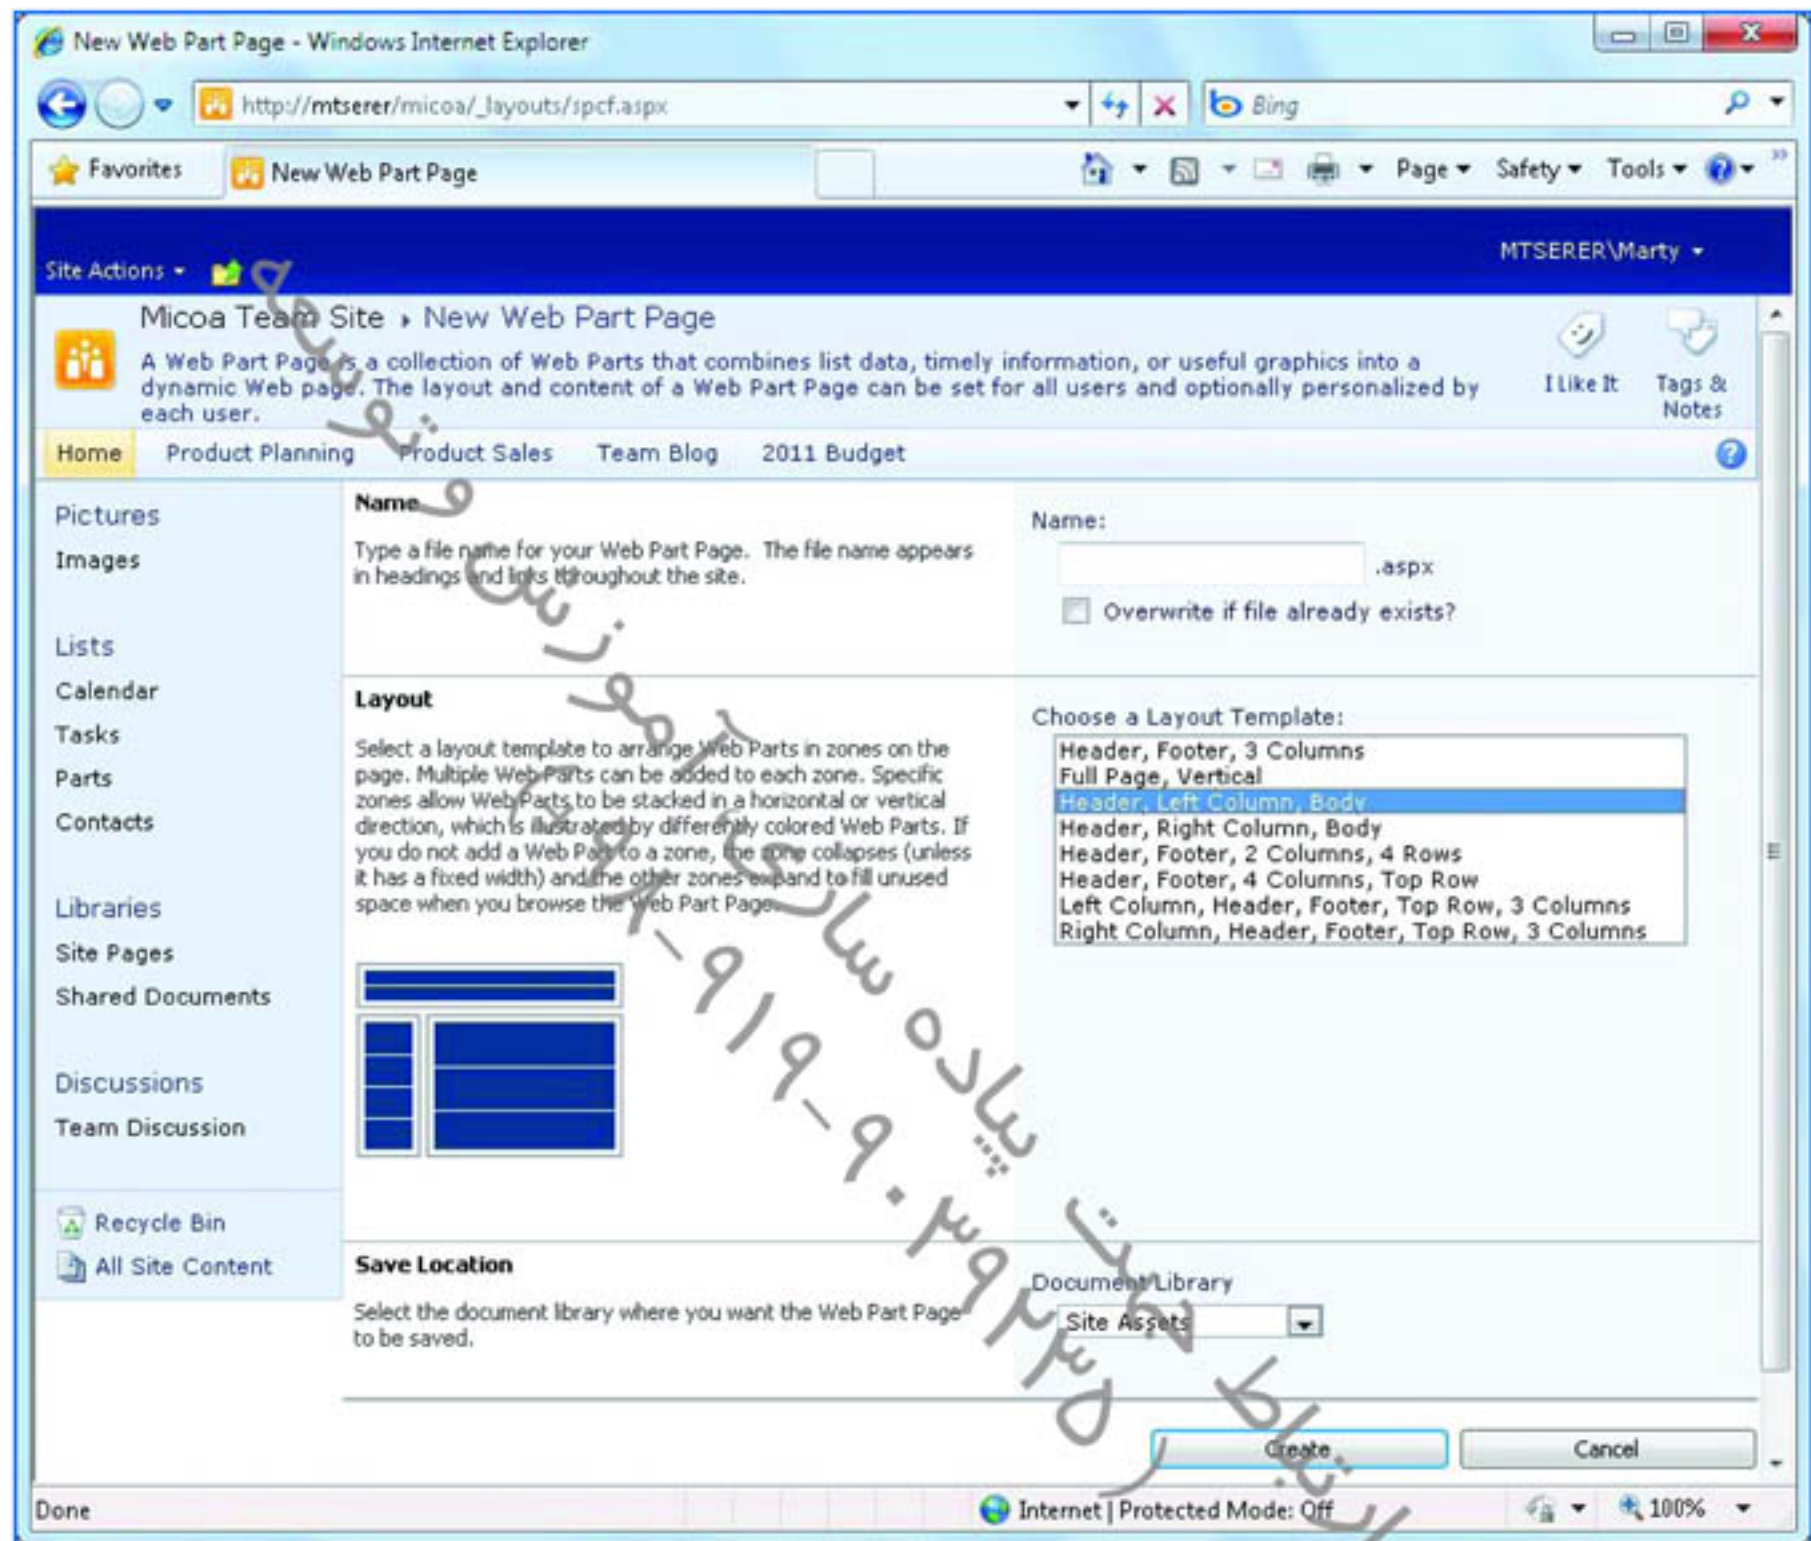 New Web Part Page - Windows Internet Explorer
http://mtserer/micoa/_layouts/spcf.aspx
Bing
Favorites
New Web Part Page
Page
Safety
Tools
Site Actions
MTSERER\Marty
Micoa Team Site ▸ New Web Part Page
A Web Part Page is a collection of Web Parts that combines list data, timely information, or useful graphics into a
dynamic Web page. The layout and content of a Web Part Page can be set for all users and optionally personalized by
each user.
I Like It
Tags &
Notes
Home Product Planning Product Sales Team Blog 2011 Budget
Pictures
Images
Lists
Calendar
Tasks
Parts
Contacts
Libraries
Site Pages
Shared Documents
Discussions
Team Discussion
Recycle Bin
All Site Content
Name
Type a file name for your Web Part Page. The file name appears
in headings and links throughout the site.
Name:
.aspx
Overwrite if file already exists?
Layout
Select a layout template to arrange Web Parts in zones on the
page. Multiple Web Parts can be added to each zone. Specific
zones allow Web Parts to be stacked in a horizontal or vertical
direction, which is illustrated by differently colored Web Parts. If
you do not add a Web Part to a zone, the zone collapses (unless
it has a fixed width) and the other zones expand to fill unused
space when you browse the Web Part Page.
Choose a Layout Template:
Header, Footer, 3 Columns
Full Page, Vertical
Header, Left Column, Body
Header, Right Column, Body
Header, Footer, 2 Columns, 4 Rows
Header, Footer, 4 Columns, Top Row
Left Column, Header, Footer, Top Row, 3 Columns
Right Column, Header, Footer, Top Row, 3 Columns
Save Location
Select the document library where you want the Web Part Page
to be saved.
Document Library
Site Assets
Create
Cancel
Done
Internet | Protected Mode: Off
100%
ارتباط جهت پیاده سازی آموزش و توسعه